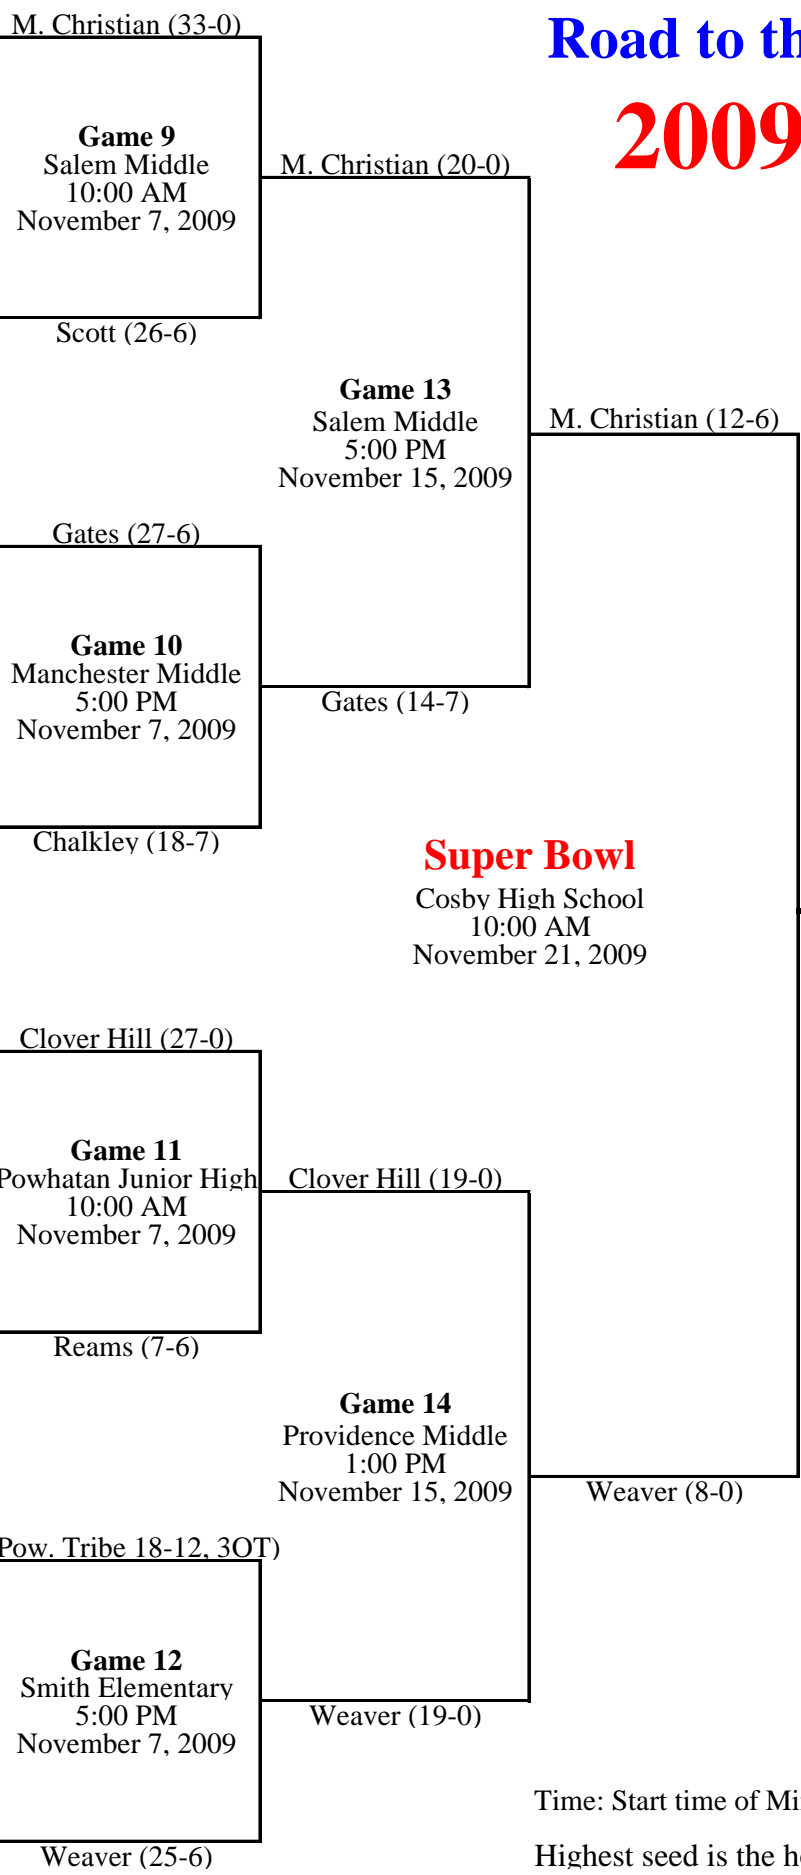 M. Christian (33-0)
Road to th
2009
Game 9
Salem Middle
10:00 AM
November 7, 2009
M. Christian (20-0)
Scott (26-6)
Game 13
Salem Middle
5:00 PM
November 15, 2009
M. Christian (12-6)
Gates (27-6)
Game 10
Manchester Middle
5:00 PM
November 7, 2009
Gates (14-7)
Chalkley (18-7)
Super Bowl
Cosby High School
10:00 AM
November 21, 2009
Clover Hill (27-0)
Game 11
Powhatan Junior High
10:00 AM
November 7, 2009
Clover Hill (19-0)
Reams (7-6)
Game 14
Providence Middle
1:00 PM
November 15, 2009
Weaver (8-0)
Pow. Tribe 18-12, 3OT)
Game 12
Smith Elementary
5:00 PM
November 7, 2009
Weaver (19-0)
Weaver (25-6)
Time: Start time of Mi
Highest seed is the h